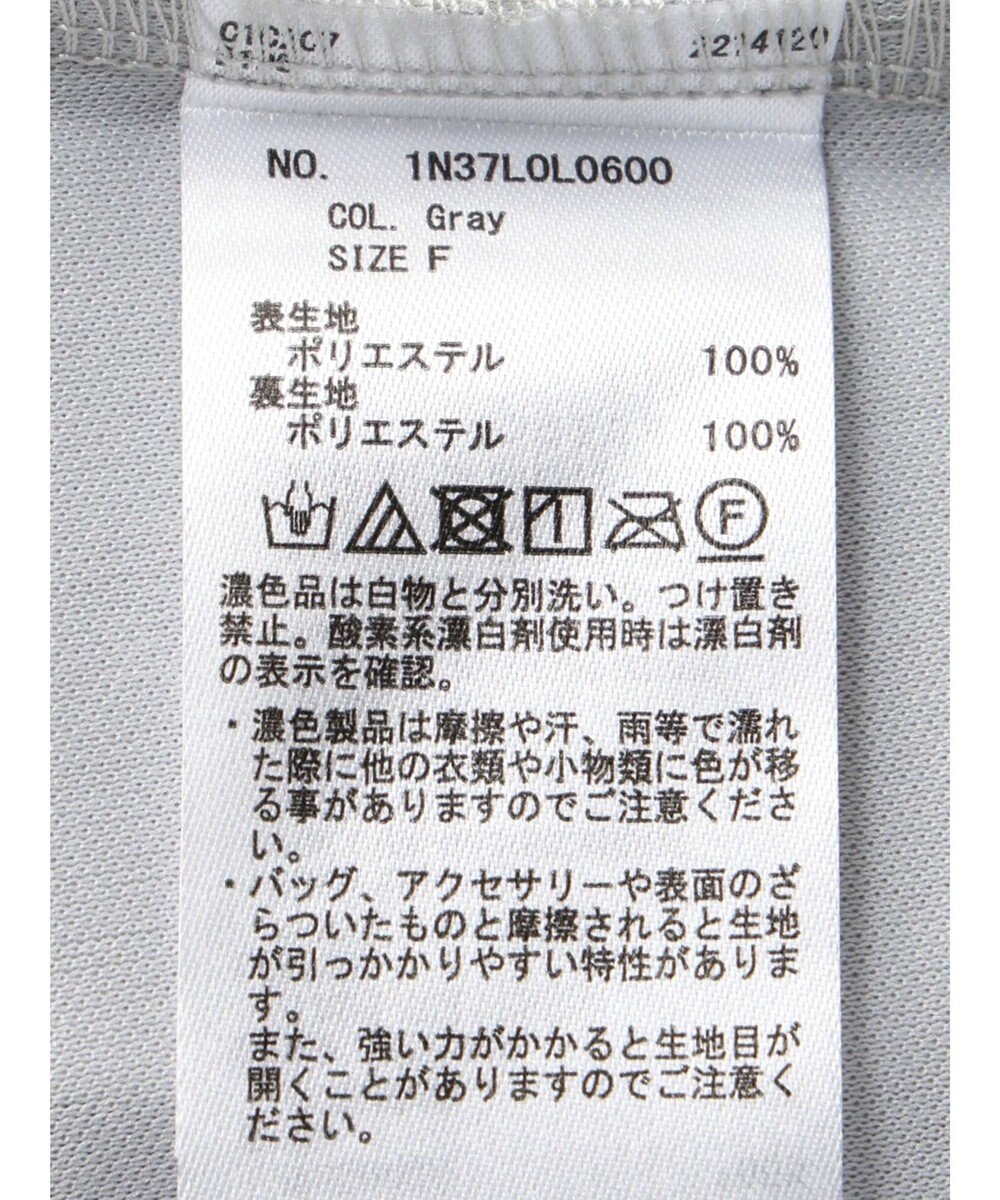 NO. 1N37L0L0600
COL. Gray
SIZE F
表生地
ポリエステル 100%
裏生地
ポリエステル 100%
F
濃色品は白物と分別洗い。つけ置き
禁止。酸素系漂白剤使用時は漂白剤
の表示を確認。
・濃色製品は摩擦や汗、雨等で濡れ
た際に他の衣類や小物類に色が移
る事がありますのでご注意くださ
い。
・バッグ、アクセサリーや表面のざ
らついたものと摩擦されると生地
が引っかかりやすい特性がありま
す。
また、強い力がかかると生地目が
開くことがありますのでご注意く
ださい。